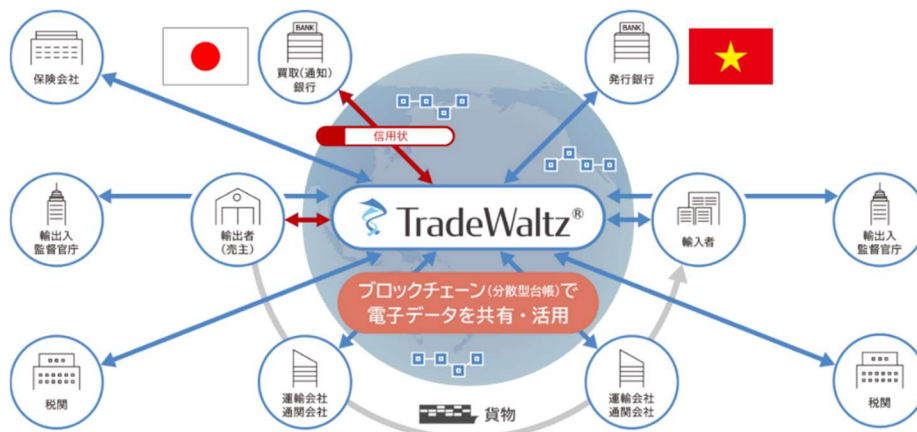 BANK
BANK
保険会社
買取(通知)
銀行
発行銀行
信用状
輸出入
監督官庁
輸出者
(売主)
TradeWaltz®
輸入者
輸出入
監督官庁
ブロックチェーン(分散型台帳)で
電子データを共有・活用
税関
運輸会社
通関会社
貨物
運輸会社
通関会社
税関